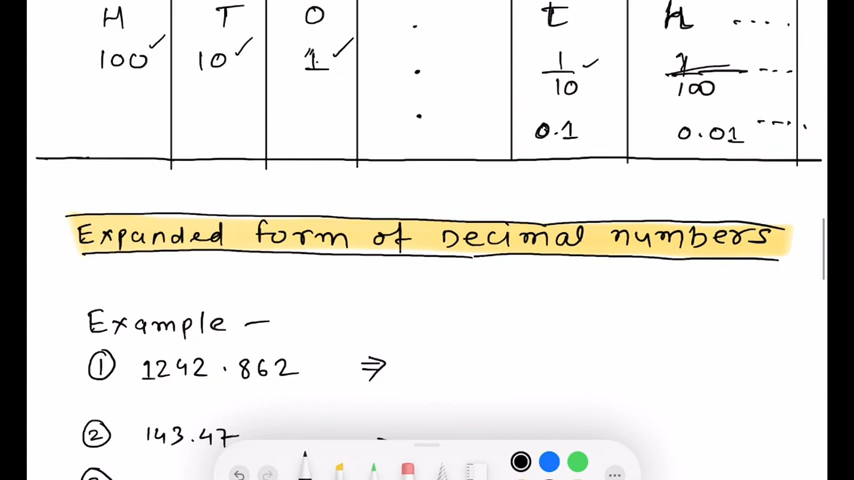 H T O . t h ....
100 10 1 . 1/10 1/100 ---
. 0.1 0.01 ----.
Expanded form of Decimal numbers
Example –
① 1242.862 ⇒
② 143.47